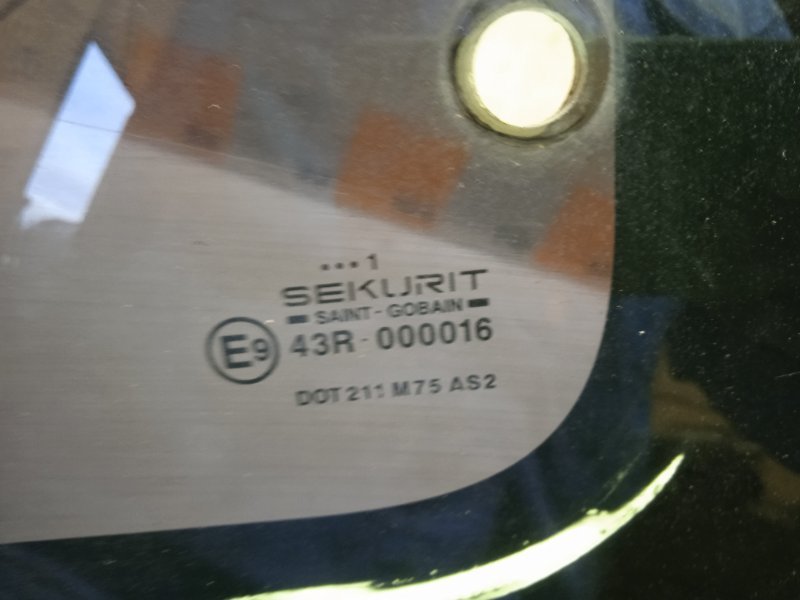 •••1
SEKURIT
SAINT-GOBAIN
E9 43R-000016
DOT 211 M75 AS2